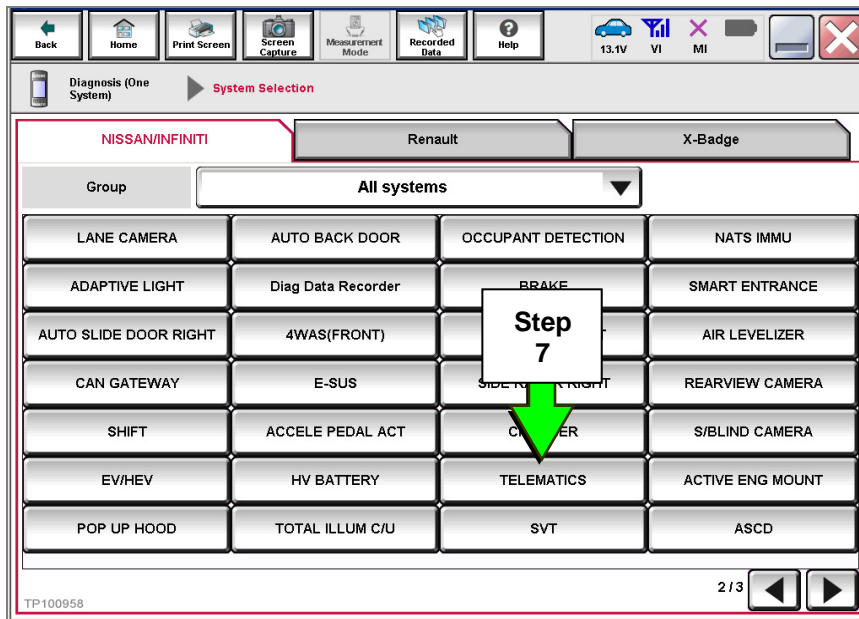 Back
Home
Print Screen
Screen
Capture
Measurement
Mode
Recorded
Data
Help
13.1V
VI
MI
Diagnosis (One
System)
System Selection
NISSAN/INFINITI
Renault
X-Badge
Group
All systems
LANE CAMERA
AUTO BACK DOOR
OCCUPANT DETECTION
NATS IMMU
ADAPTIVE LIGHT
Diag Data Recorder
BRAKE
SMART ENTRANCE
AUTO SLIDE DOOR RIGHT
4WAS(FRONT)
Step
7
AIR LEVELIZER
CAN GATEWAY
E-SUS
RIGHT
REARVIEW CAMERA
SHIFT
ACCELE PEDAL ACT
S/BLIND CAMERA
EV/HEV
HV BATTERY
TELEMATICS
ACTIVE ENG MOUNT
POP UP HOOD
TOTAL ILLUM C/U
SVT
ASCD
2/3
TP100958